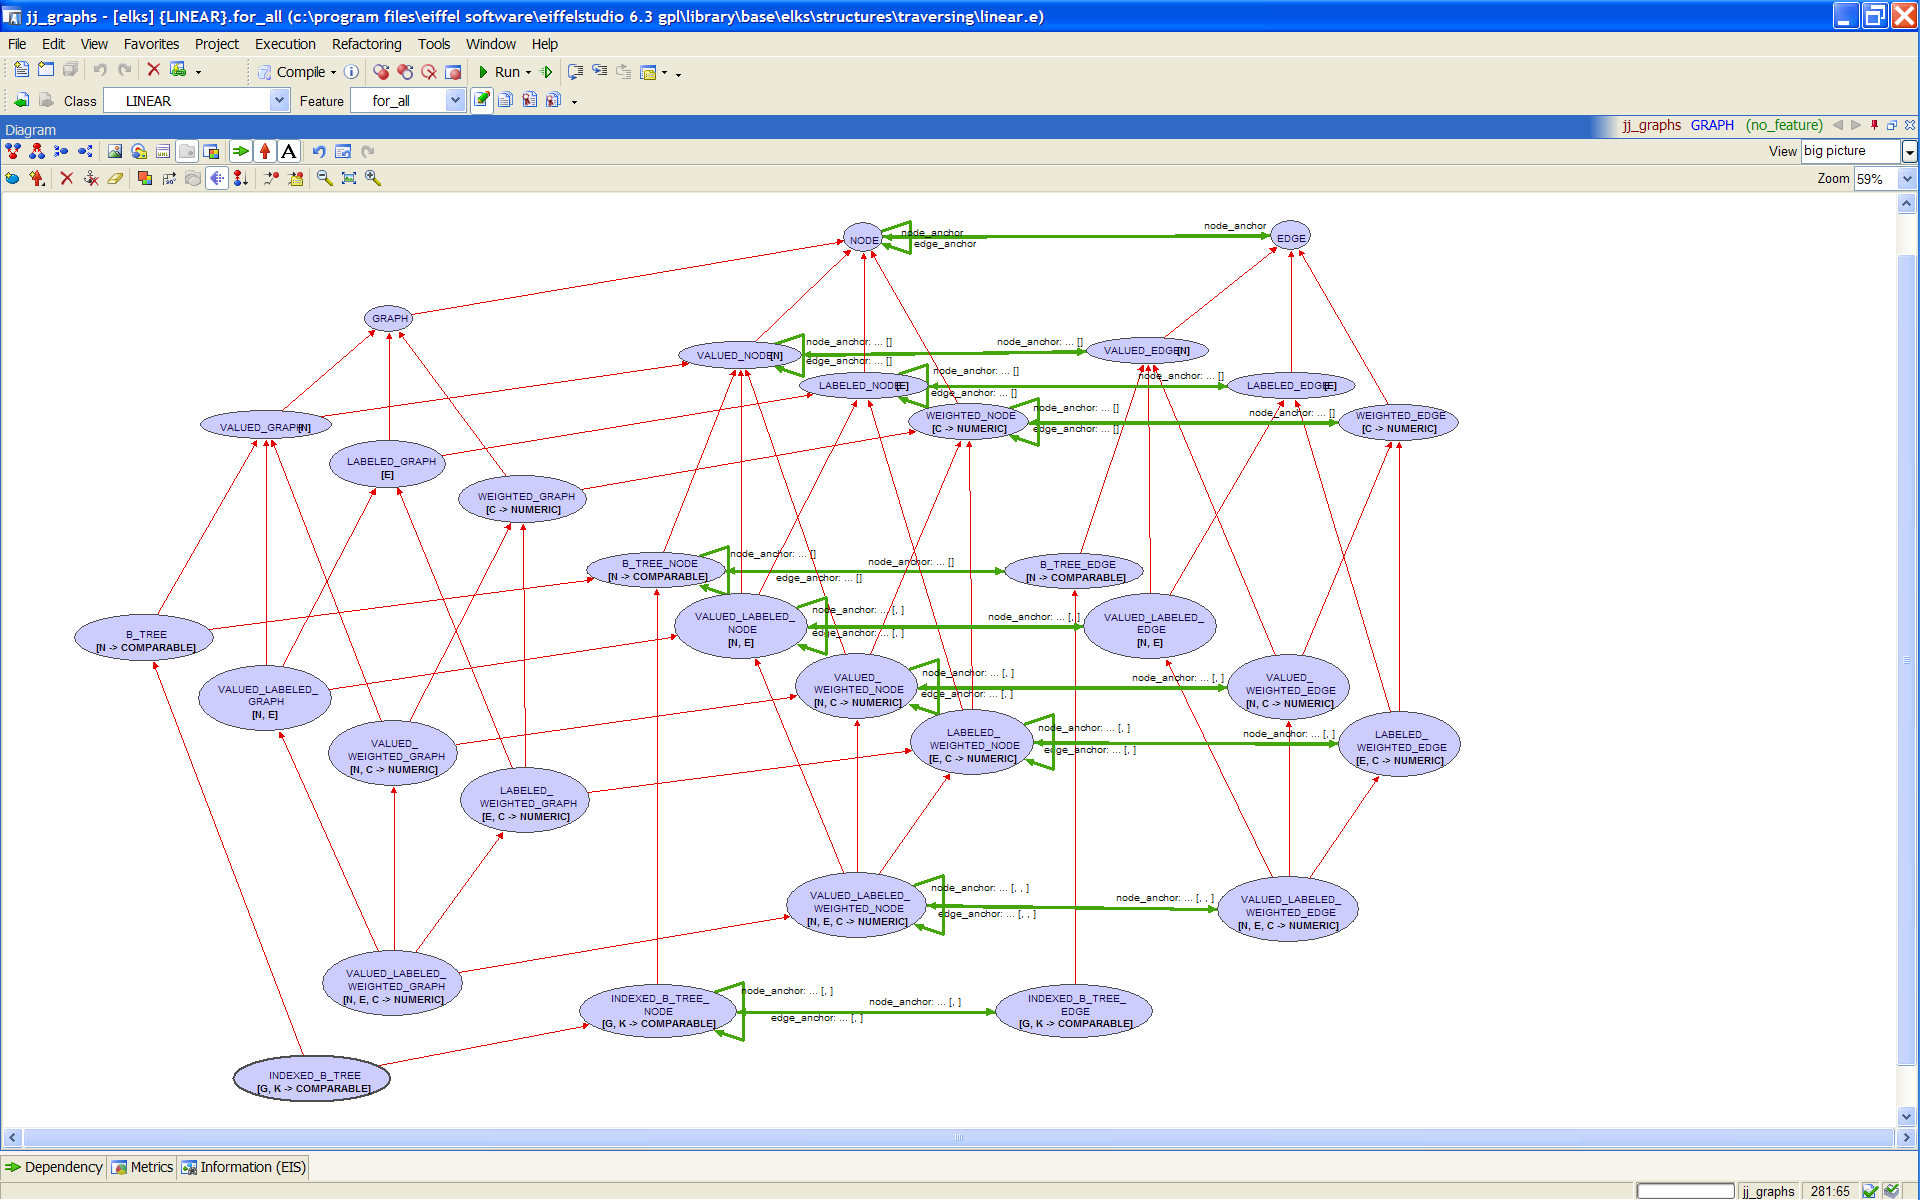 jj_graphs - [elks] {LINEAR}.for_all (c:\program files\eiffel software\eiffelstudio 6.3 gpl\library\base\elks\structures\traversing\linear.e)
File Edit View Favorites Project Execution Refactoring Tools Window Help
Compile Run
Class LINEAR Feature for_all
Diagram jj_graphs GRAPH (no_feature)
View big picture
Zoom 59%
node_anchor
NODE node_anchor EDGE
edge_anchor
GRAPH
node_anchor: ... [] node_anchor: ... []
VALUED_NODE[N] VALUED_EDGE[N]
edge_anchor: ... []
node_anchor: ... [] node_anchor: ... []
LABELED_NODE[E] LABELED_EDGE[E]
edge_anchor: ... []
node_anchor: ... [] node_anchor: ... []
WEIGHTED_NODE WEIGHTED_EDGE
[C -> NUMERIC] [C -> NUMERIC]
edge_anchor: ... []
VALUED_GRAPH[N]
LABELED_GRAPH
[E]
WEIGHTED_GRAPH
[C -> NUMERIC]
node_anchor: ... [] node_anchor: ... []
B_TREE_NODE B_TREE_EDGE
[N -> COMPARABLE] edge_anchor: ... [] [N -> COMPARABLE]
node_anchor: ... [, ] node_anchor: ... [, ]
VALUED_LABELED_ VALUED_LABELED_
NODE edge_anchor: ... [, ] EDGE
[N, E] [N, E]
B_TREE
[N -> COMPARABLE]
node_anchor: ... [, ] node_anchor: ... [, ]
VALUED_ VALUED_
WEIGHTED_NODE edge_anchor: ... [, ] WEIGHTED_EDGE
[N, C -> NUMERIC] [N, C -> NUMERIC]
VALUED_LABELED_
GRAPH
[N, E]
node_anchor: ... [, ] node_anchor: ... [, ]
LABELED_ LABELED_
WEIGHTED_NODE edge_anchor: ... [, ] WEIGHTED_EDGE
[E, C -> NUMERIC] [E, C -> NUMERIC]
VALUED_
WEIGHTED_GRAPH
[N, C -> NUMERIC]
LABELED_
WEIGHTED_GRAPH
[E, C -> NUMERIC]
node_anchor: ... [, , ] node_anchor: ... [, , ]
VALUED_LABELED_ VALUED_LABELED_
WEIGHTED_NODE edge_anchor: ... [, , ] WEIGHTED_EDGE
[N, E, C -> NUMERIC] [N, E, C -> NUMERIC]
VALUED_LABELED_
WEIGHTED_GRAPH
[N, E, C -> NUMERIC]
node_anchor: ... [, ] node_anchor: ... [, ]
INDEXED_B_TREE_ INDEXED_B_TREE_
NODE EDGE
[G, K -> COMPARABLE] edge_anchor: ... [, ] [G, K -> COMPARABLE]
INDEXED_B_TREE
[G, K -> COMPARABLE]
Dependency Metrics Information (EIS)
jj_graphs 281:65